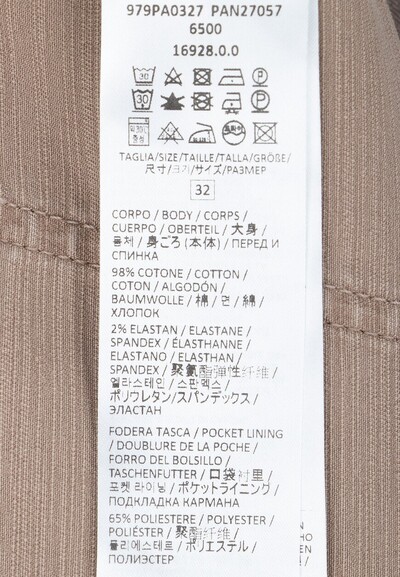 979PA0327 PAN27057
6500
16928.0.0
TAGLIA/SIZE/TAILLE/TALLA/GRÖßE/
尺寸/크기/サイズ/РАЗМЕР
32
CORPO / BODY / CORPS /
CUERPO / OBERTEIL / 大身 /
몸체 / 身ごろ (本体) / ПЕРЕД И
СПИНКА
98% COTONE / COTTON /
COTON / ALGODÓN /
BAUMWOLLE / 棉 / 면 / 綿 /
ХЛОПОК
2% ELASTAN / ELASTANE /
SPANDEX / ÉLASTHANNE /
ELASTANO / ELASTHAN /
SPANDEX / 聚氨酯弹性纤维 /
엘라스테인 / 스판덱스 /
ポリウレタン/スパンデックス /
ЭЛАСТАН
FODERA TASCA / POCKET LINING
/ DOUBLURE DE LA POCHE /
FORRO DEL BOLSILLO /
TASCHENFUTTER / 口袋衬里 /
포켓 라이닝 / ポケットライニング /
ПОДКЛАДКА КАРМАНА
65% POLIESTERE / POLYESTER /
POLIÉSTER / 聚酯纤维 /
폴리에스테르 / ポリエステル /
ПОЛИЭСТЕР